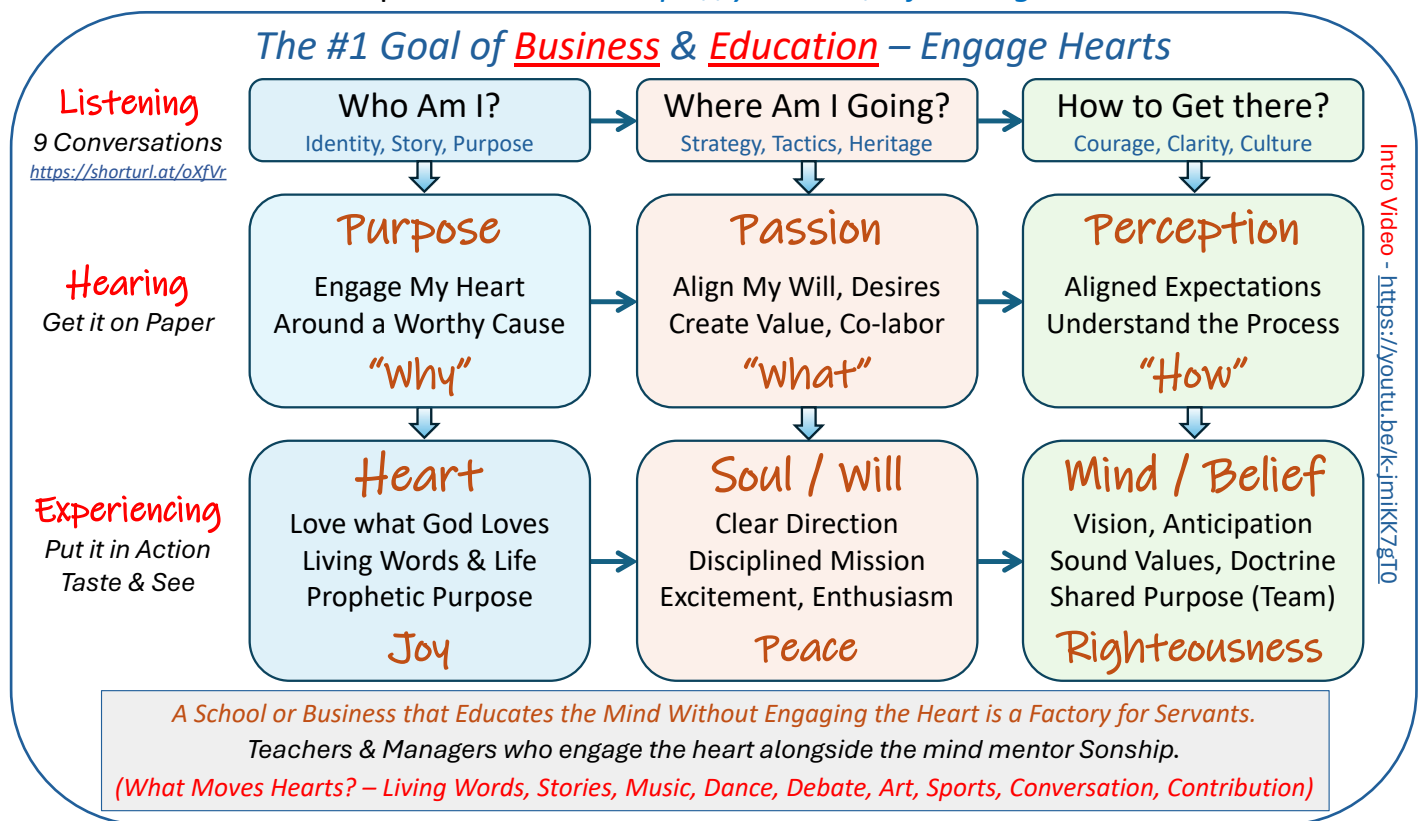 The #1 Goal of Business & Education – Engage Hearts
Listening
9 Conversations
https://shorturl.at/oXfVr
Who Am I?
Identity, Story, Purpose
Where Am I Going?
Strategy, Tactics, Heritage
How to Get there?
Courage, Clarity, Culture
Hearing
Get it on Paper
Purpose
Engage My Heart
Around a Worthy Cause
“Why”
Passion
Align My Will, Desires
Create Value, Co-labor
“What”
Perception
Aligned Expectations
Understand the Process
“How”
Experiencing
Put it in Action
Taste & See
Heart
Love what God Loves
Living Words & Life
Prophetic Purpose
Joy
Soul / Will
Clear Direction
Disciplined Mission
Excitement, Enthusiasm
Peace
Mind / Belief
Vision, Anticipation
Sound Values, Doctrine
Shared Purpose (Team)
Righteousness
Intro Video - https://youtu.be/k-jmiKK7gT0
A School or Business that Educates the Mind Without Engaging the Heart is a Factory for Servants.
Teachers & Managers who engage the heart alongside the mind mentor Sonship.
(What Moves Hearts? – Living Words, Stories, Music, Dance, Debate, Art, Sports, Conversation, Contribution)